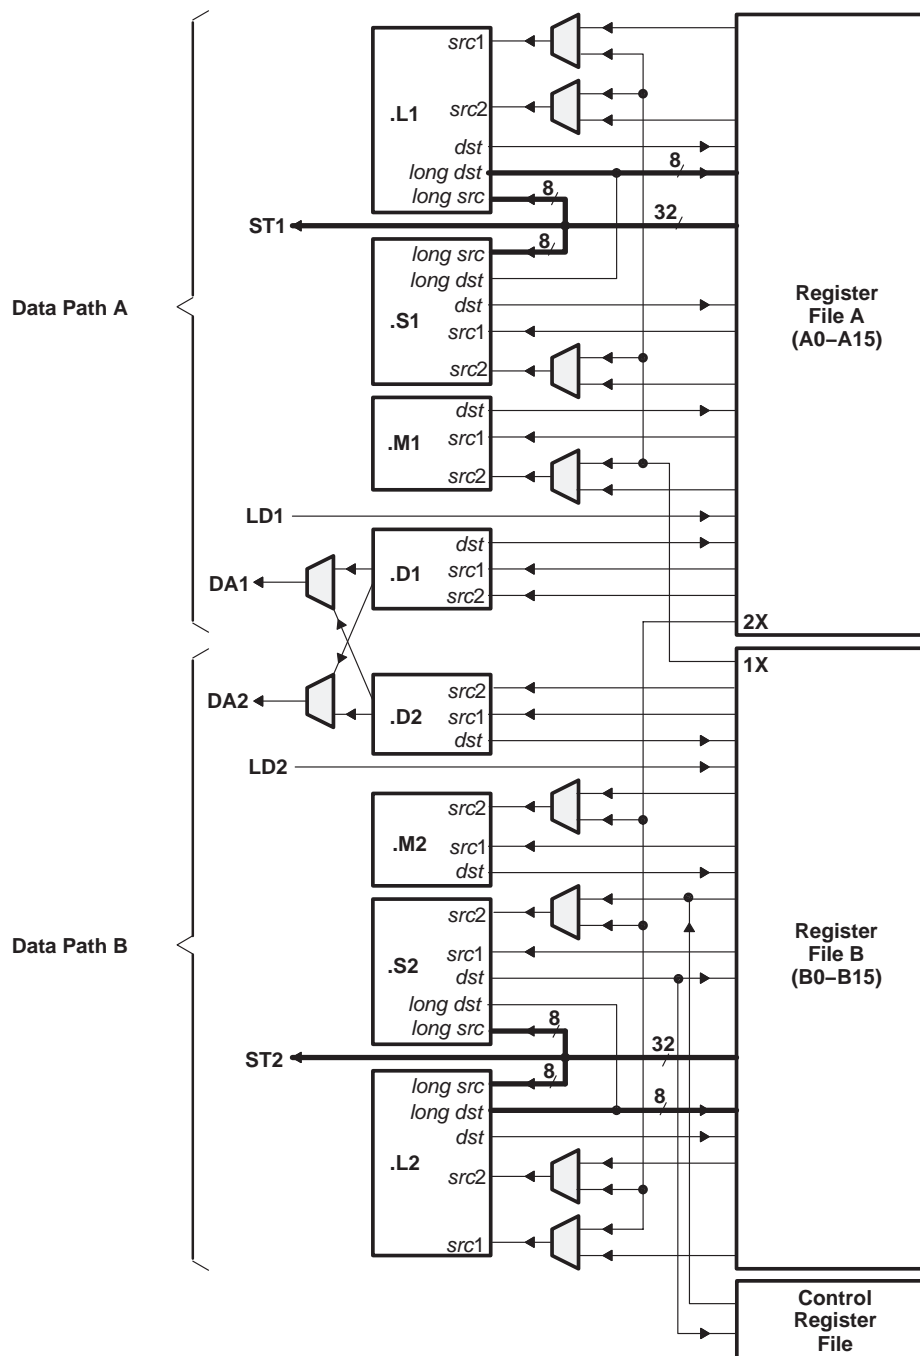 src1
.L1
src2
dst
long dst
8
long src
8
ST1
32
8
long src
long dst
dst
Data Path A
.S1
src1
src2
Register
File A
(A0–A15)
dst
.M1
src1
src2
LD1
dst
.D1
src1
DA1
src2
2X
1X
DA2
src2
.D2
src1
dst
LD2
src2
.M2
src1
dst
src2
Data Path B
src1
.S2
dst
Register
File B
(B0–B15)
long dst
8
long src
ST2
32
8
long src
long dst
8
dst
.L2
src2
src1
Control
Register
File